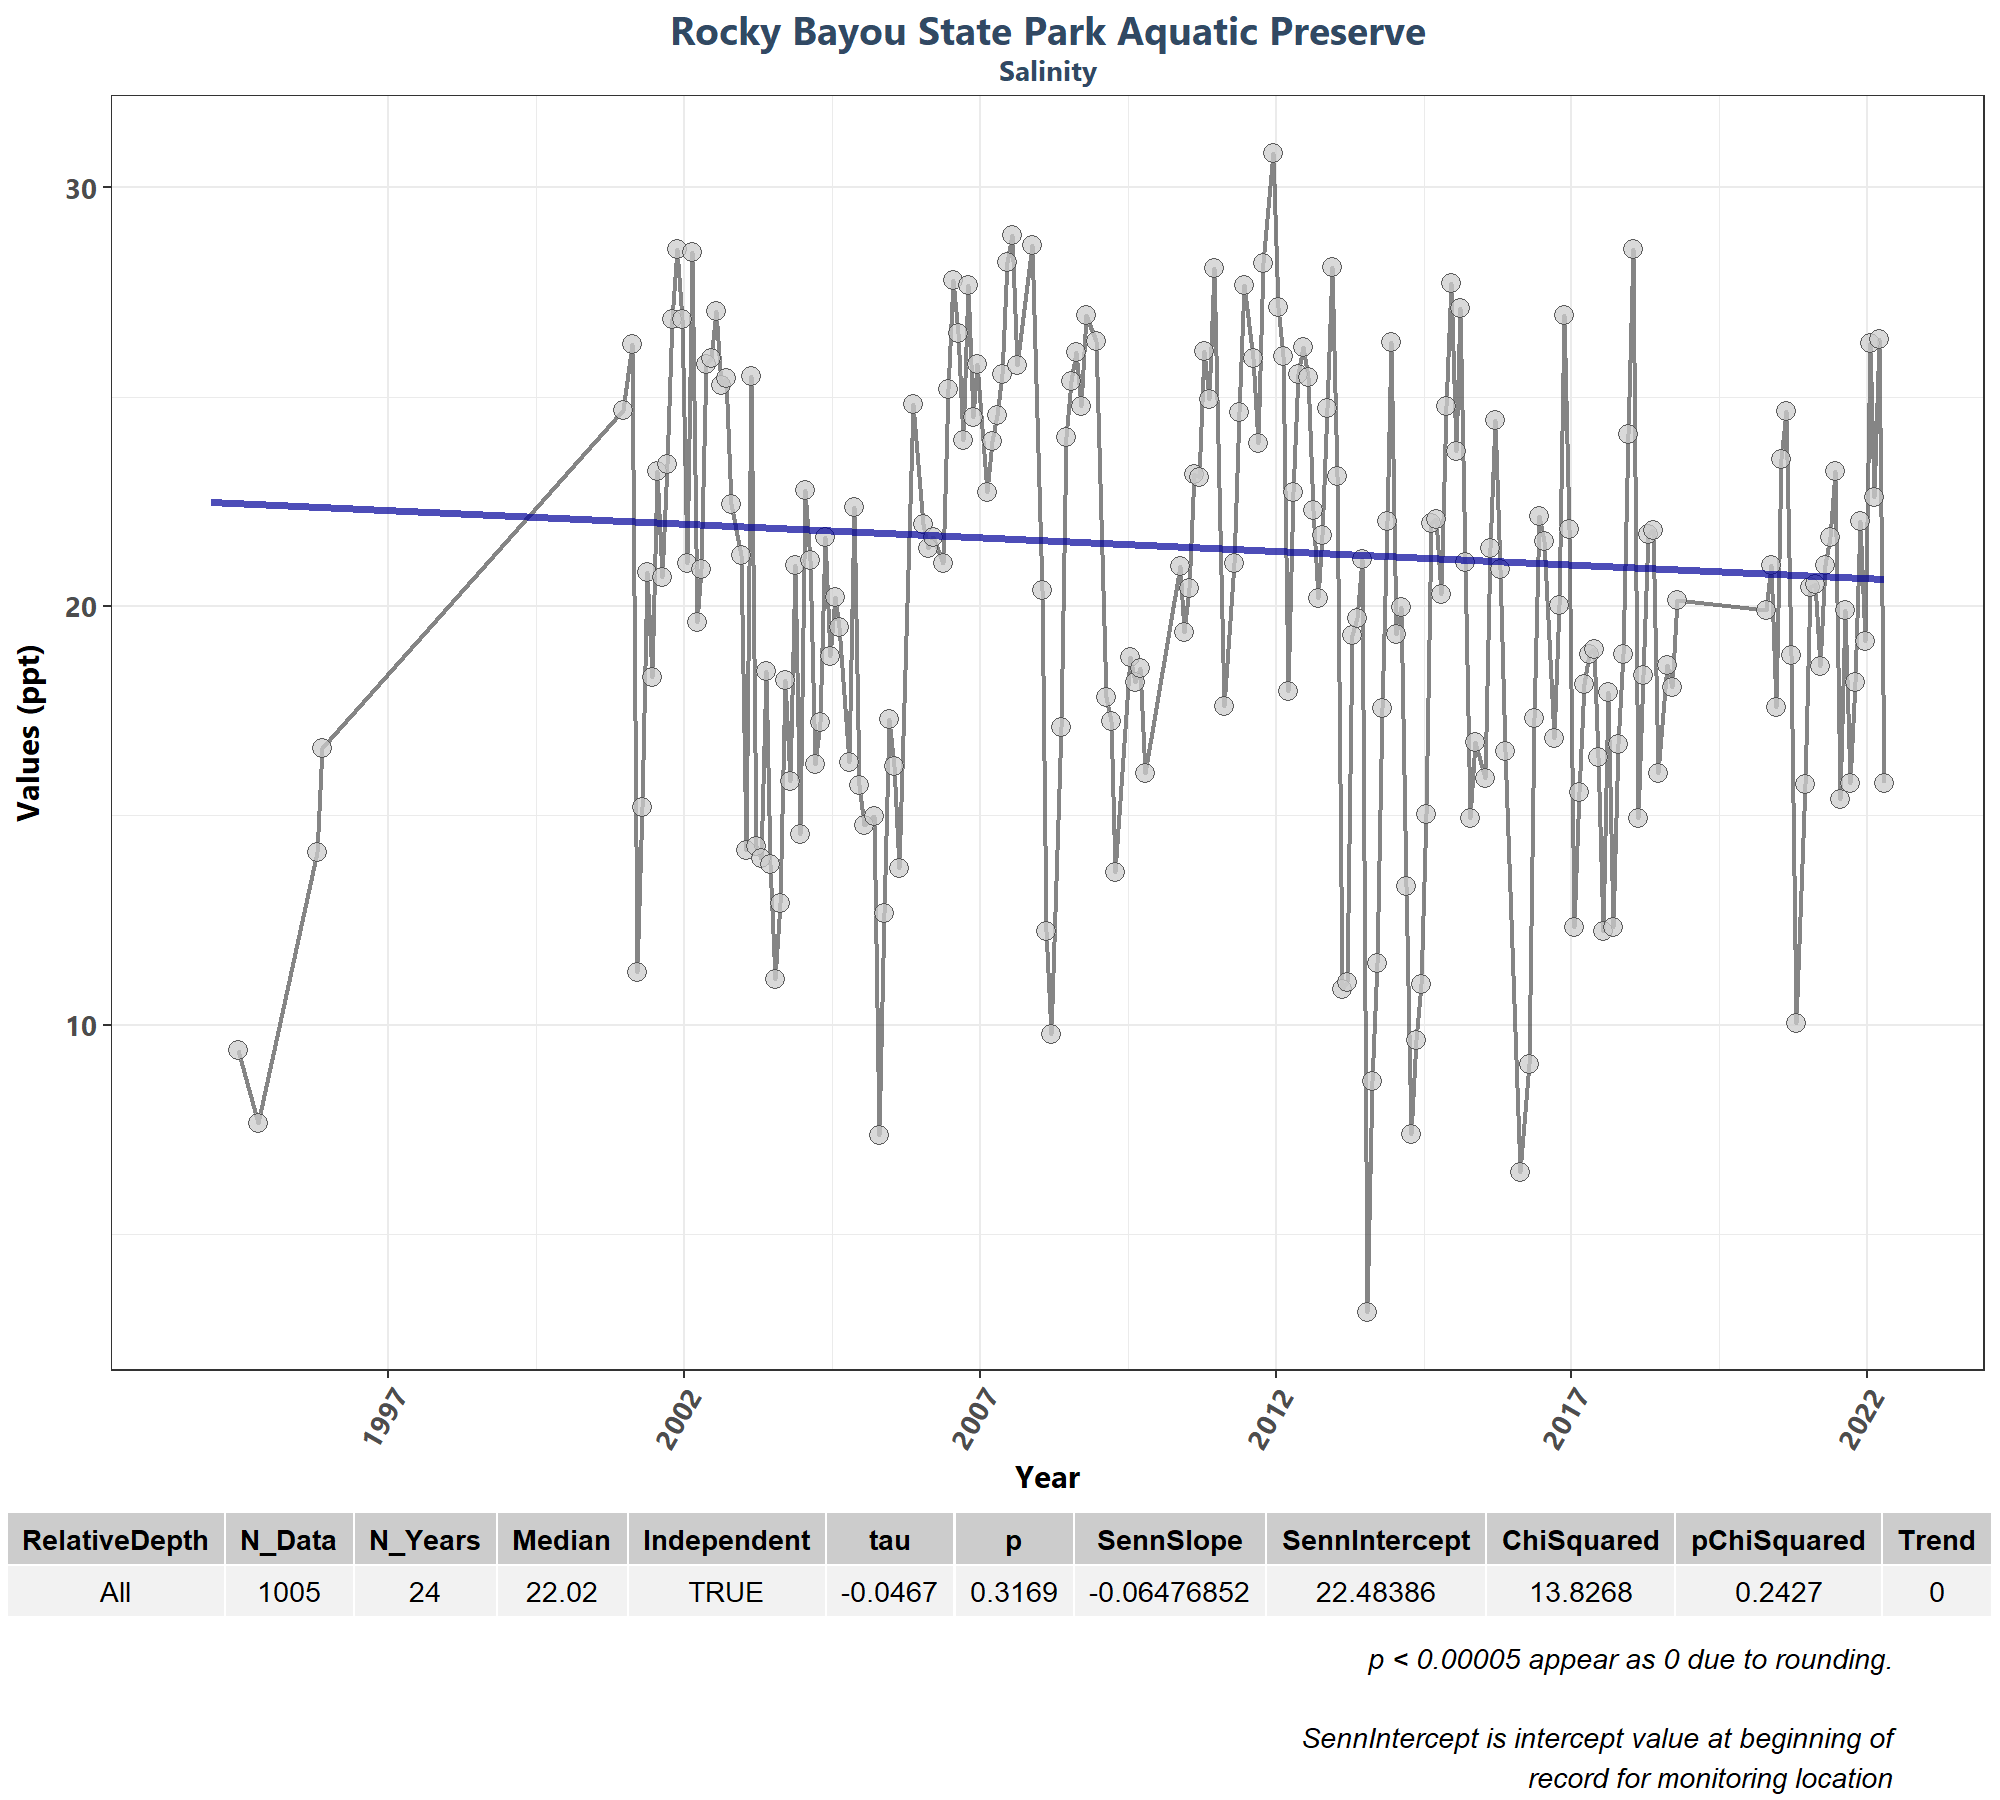 Rocky Bayou State Park Aquatic Preserve
Salinity
Values (ppt)
30
20
10
1997
2002
2007
2012
2017
2022
Year
RelativeDepth N_Data N_Years Median Independent tau p SennSlope SennIntercept ChiSquared pChiSquared Trend
All 1005 24 22.02 TRUE -0.0467 0.3169 -0.06476852 22.48386 13.8268 0.2427 0
p < 0.00005 appear as 0 due to rounding.
SennIntercept is intercept value at beginning of
record for monitoring location